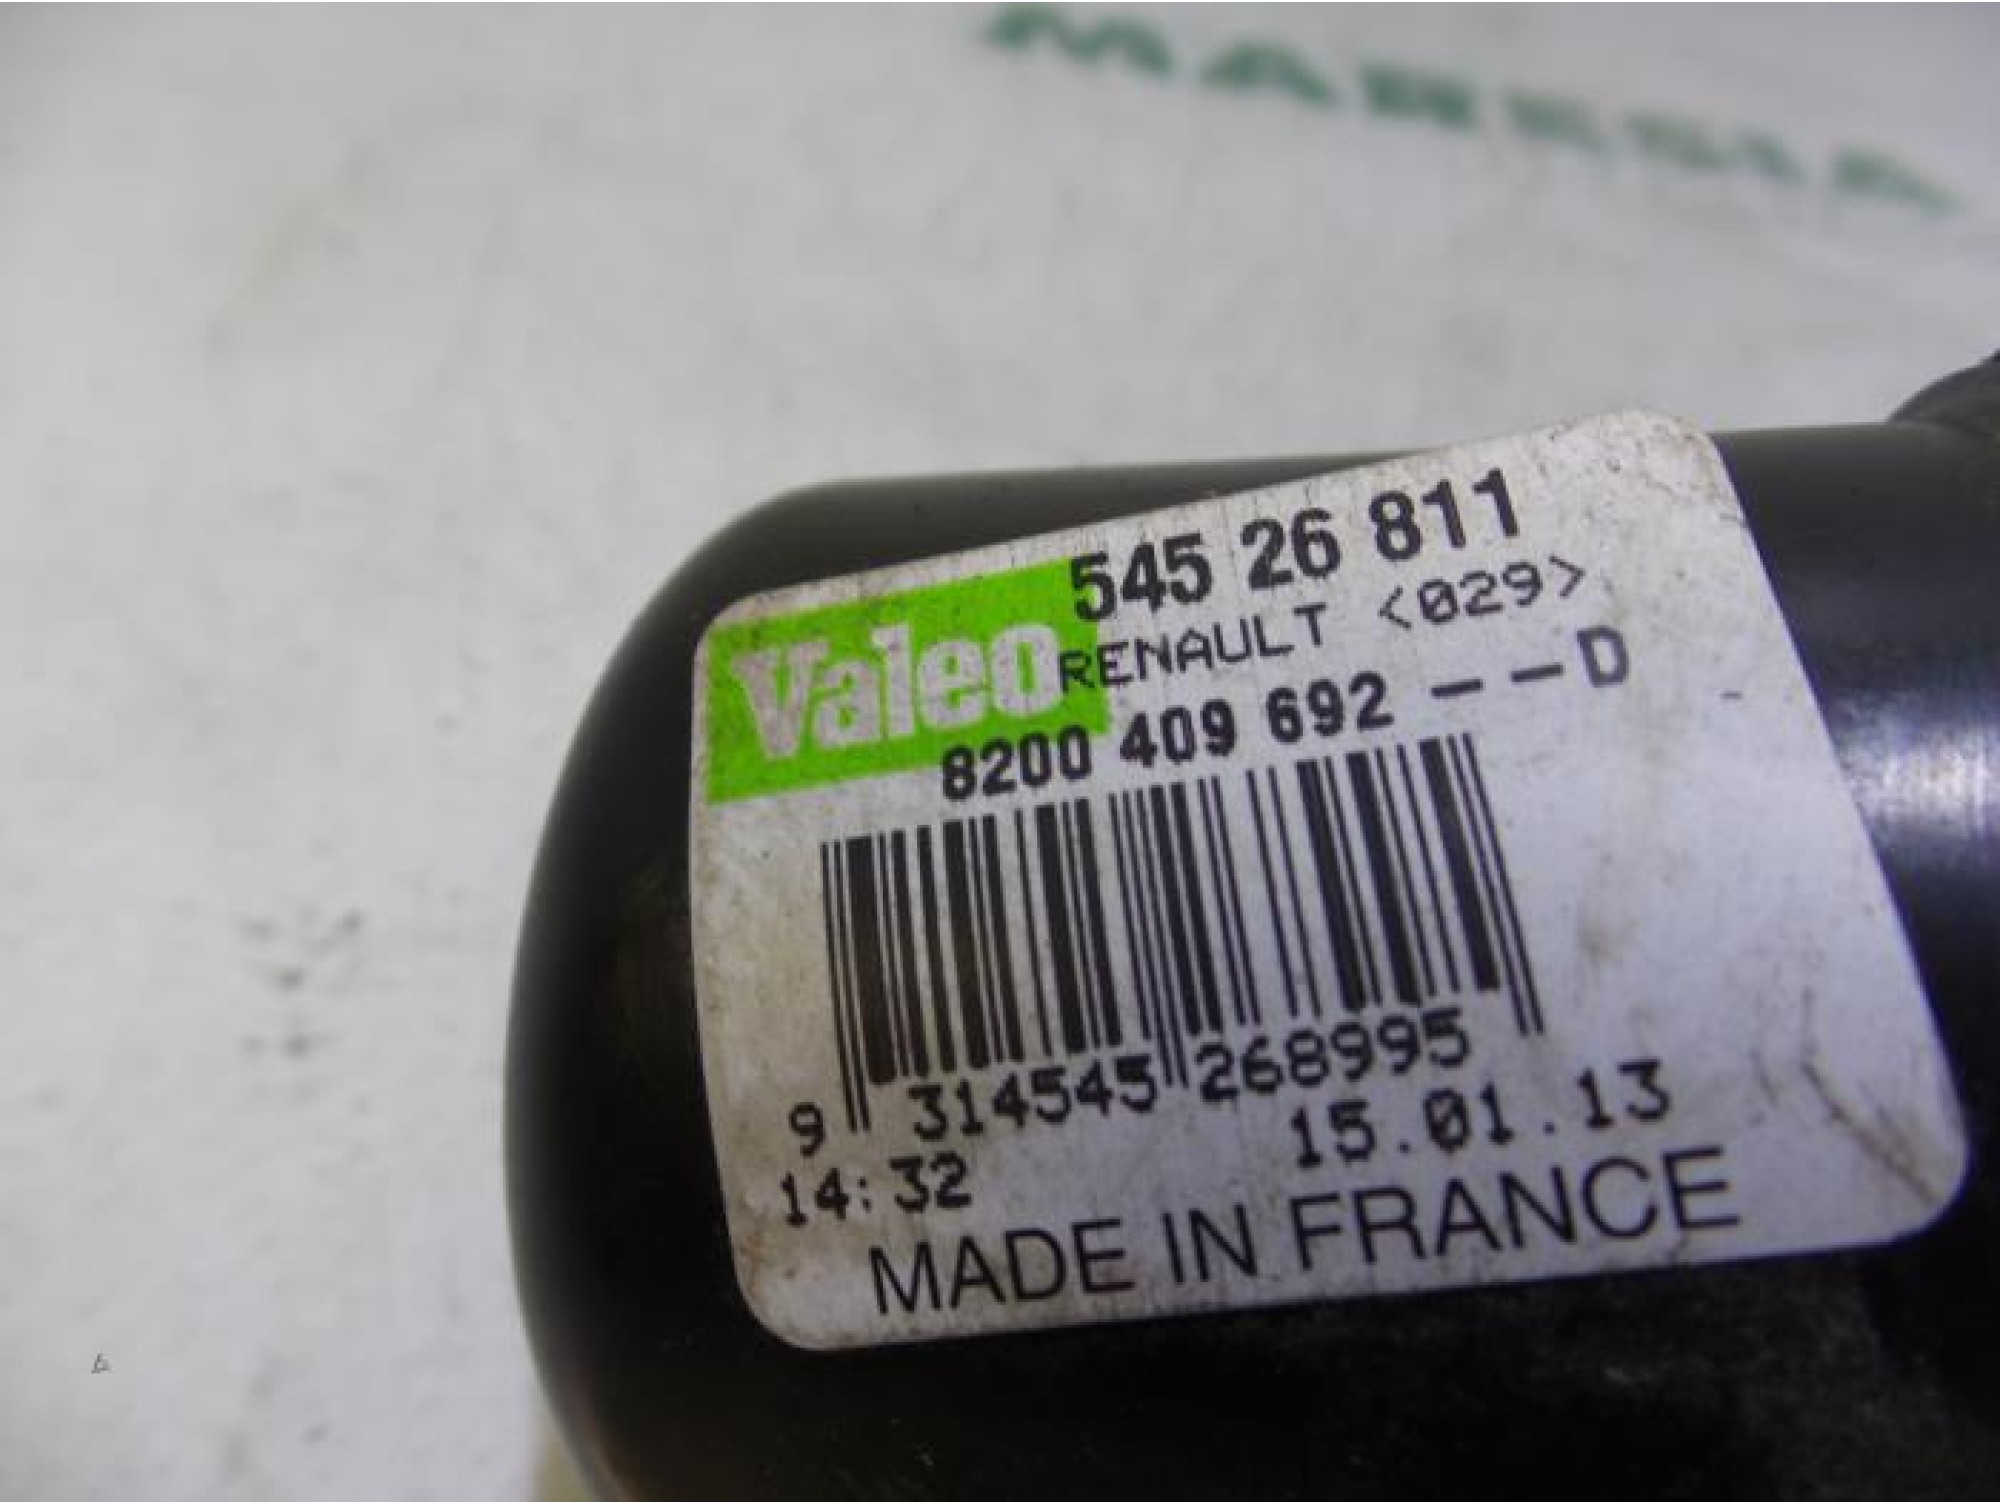 545 26 811
Valeo
RENAULT <029>
8200 409 692 --D
9 314545 268995
14:32 15.01.13
MADE IN FRANCE